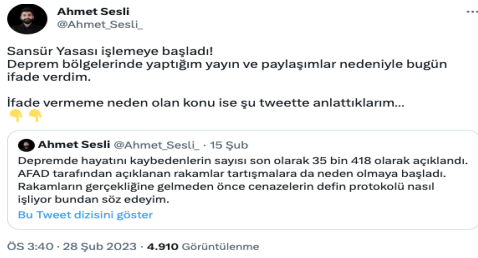 Ahmet Sesli
@Ahmet_Sesli_
Sansür Yasası işlemeye başladı!
Deprem bölgelerinde yaptığım yayın ve paylaşımlar nedeniyle bugün
ifade verdim.
İfade vermeme neden olan konu ise şu tweette anlattıklarım...
👇👇
Ahmet Sesli @Ahmet_Sesli_ · 15 Şub
Depremde hayatını kaybedenlerin sayısı son olarak 35 bin 418 olarak açıklandı.
AFAD tarafından açıklanan rakamlar tartışmalara da neden olmaya başladı.
Rakamların gerçekliğine gelmeden önce cenazelerin defin protokolü nasıl
işliyor bundan söz edeyim.
Bu Tweet dizisini göster
ÖS 3:40 · 28 Şub 2023 · 4.910 Görüntülenme